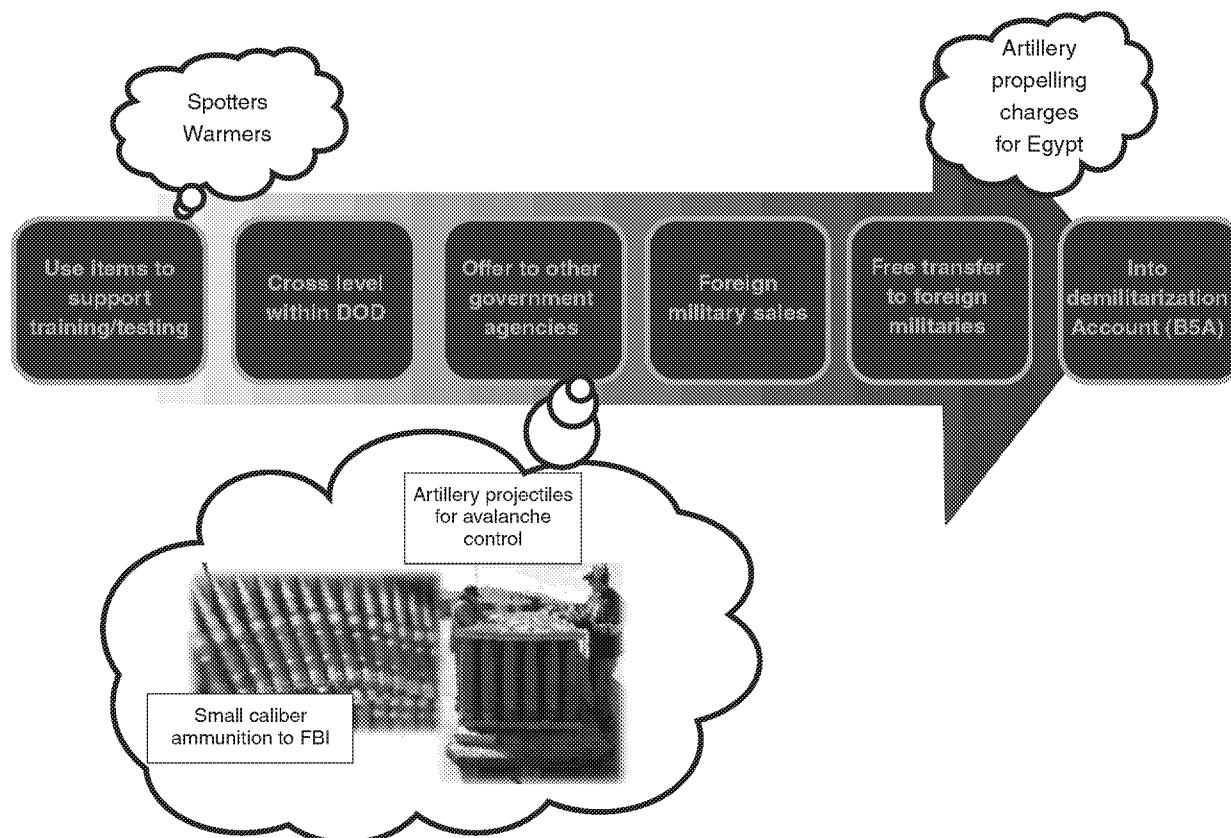 Spotters
Warmers
Artillery
propelling
charges
for Egypt
Use items to
support
training/testing
Cross level
within DOD
Offer to other
government
agencies
Foreign
military sales
Free transfer
to foreign
militaries
Into
demilitarization
Account (B5A)
Artillery projectiles
for avalanche
control
Small caliber
ammunition to FBI